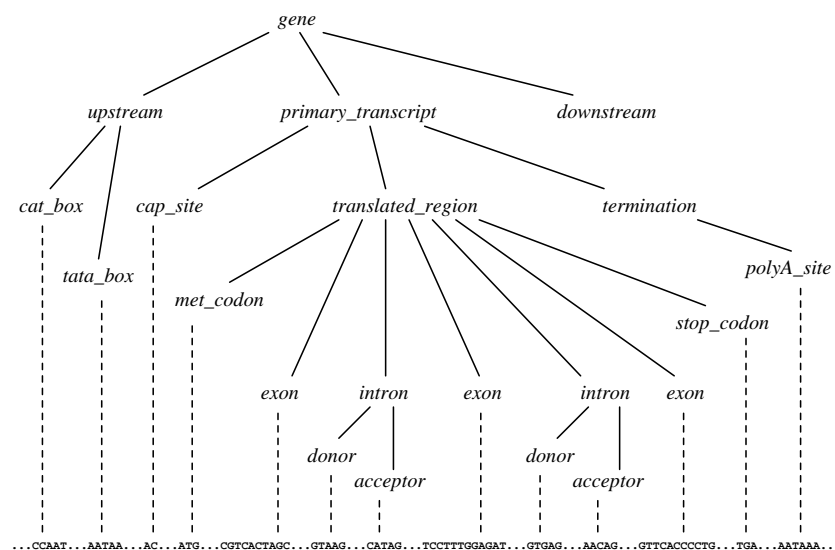 gene
upstream primary_transcript downstream
cat_box cap_site translated_region termination
tata_box polyA_site
met_codon
stop_codon
exon intron exon intron exon
donor donor
acceptor acceptor
...CCAAT...AATAA...AC...ATG...CGTCACTAGC...GTAAG...CATAG...TCCTTTGGAGAT...GTGAG...AACAG...GTTCACCCCTG...TGA...AATAAA...